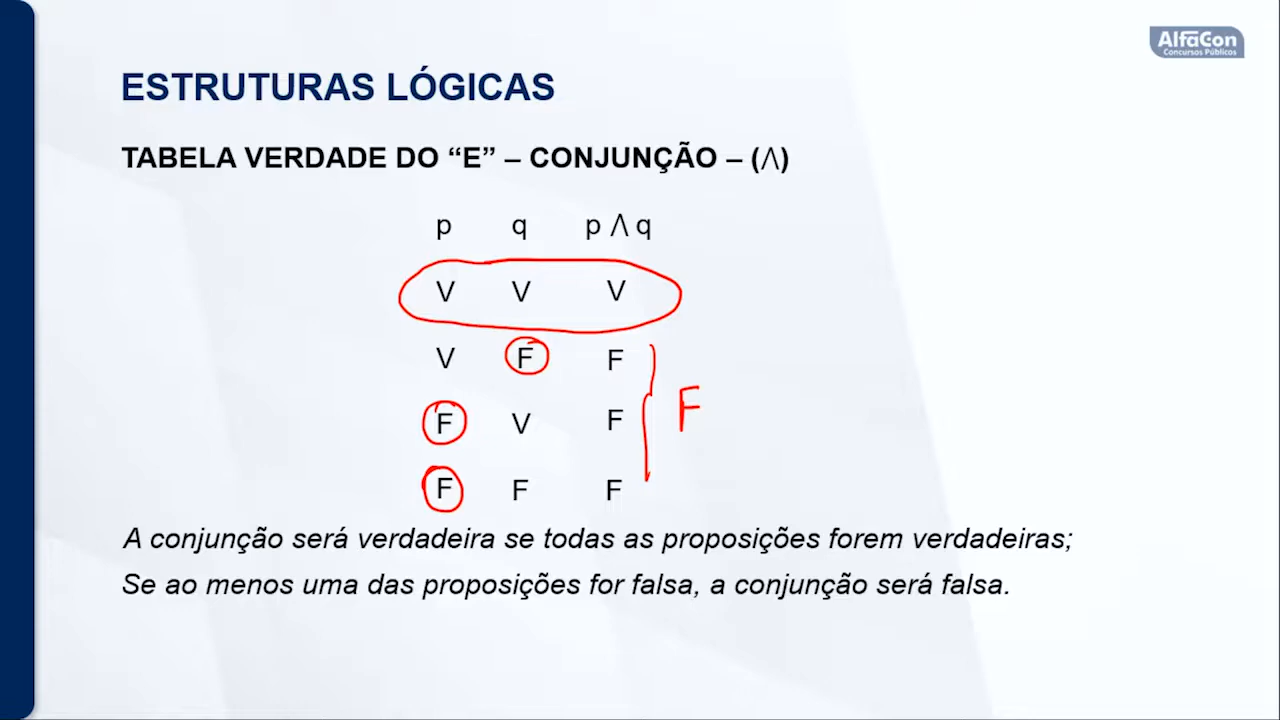 AlfaCon
Concursos Públicos
ESTRUTURAS LÓGICAS
TABELA VERDADE DO “E” – CONJUNÇÃO – (Λ)
p q p Λ q
V V V
V F F
F V F
F
F F F
A conjunção será verdadeira se todas as proposições forem verdadeiras;
Se ao menos uma das proposições for falsa, a conjunção será falsa.